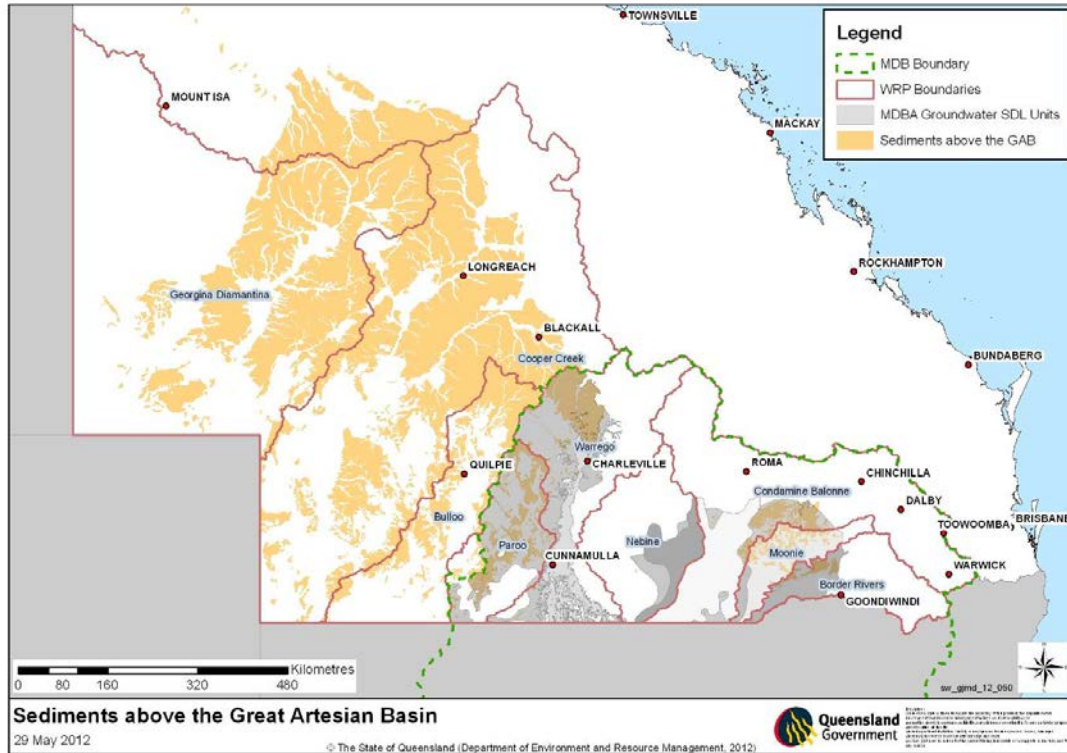 TOWNSVILLE
Legend
MDB Boundary
WRP Boundaries
MDBA Groundwater SDL Units
Sediments above the GAB
MOUNT ISA
MACKAY
LONGREACH
ROCKHAMPTON
Georgina Diamantina
BLACKALL
Cooper Creek
BUNDABERG
Warrego
QUILPIE
CHARLEVILLE
ROMA
CHINCHILLA
Condamine Balonne
DALBY
Bulloo
BRISBANE
TOOWOOMBA
Nebine
Paroo
Moonie
CUNNAMULLA
WARWICK
Border Rivers
GOONDIWINDI
Kilometres
0 80 160 320 480
swr_gjmd_12_060
Sediments above the Great Artesian Basin
29 May 2012
© The State of Queensland (Department of Environment and Resource Management, 2012)
Queensland
Government